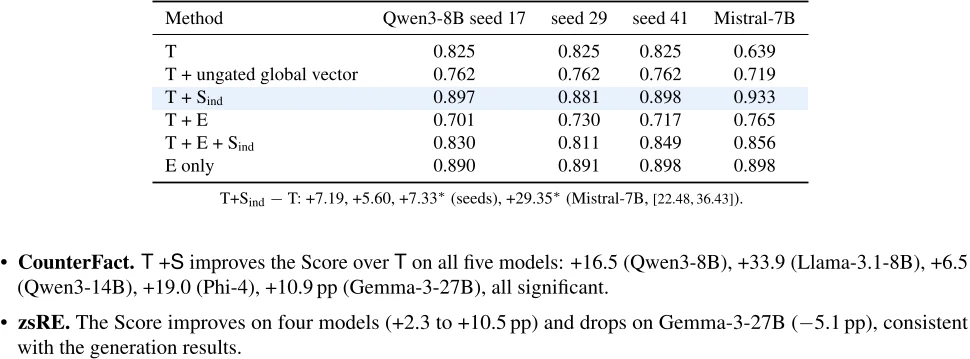 Method Qwen3-8B seed 17 seed 29 seed 41 Mistral-7B
T 0.825 0.825 0.825 0.639
T + ungated global vector 0.762 0.762 0.762 0.719
T + Sind 0.897 0.881 0.898 0.933
T + E 0.701 0.730 0.717 0.765
T + E + Sind 0.830 0.811 0.849 0.856
E only 0.890 0.891 0.898 0.898
T+Sind − T: +7.19, +5.60, +7.33* (seeds), +29.35* (Mistral-7B, [22.48, 36.43]).
• CounterFact. T +S improves the Score over T on all five models: +16.5 (Qwen3-8B), +33.9 (Llama-3.1-8B), +6.5
(Qwen3-14B), +19.0 (Phi-4), +10.9 pp (Gemma-3-27B), all significant.
• zsRE. The Score improves on four models (+2.3 to +10.5 pp) and drops on Gemma-3-27B (−5.1 pp), consistent
with the generation results.